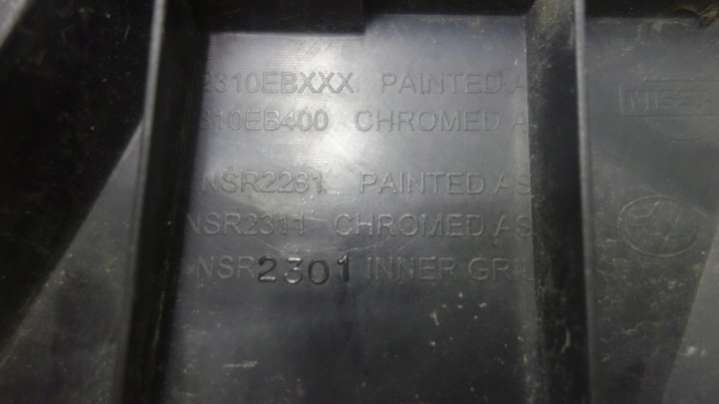 2310EBXXX PAINTED A
310EB400 CHROMED A
NSR2281 PAINTED AS
NSR2311 CHROMED AS
NSR2301 INNER GR